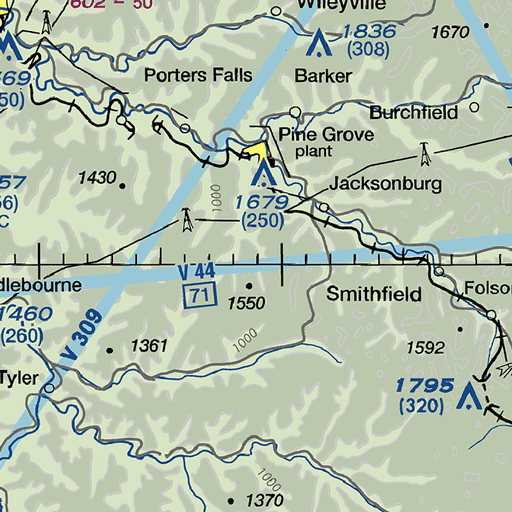 602 - 50
Wileyville
1836
(308)
1670
Porters Falls
Barker
Burchfield
Pine Grove
plant
1430
1000
Jacksonburg
1679
(250)
C
V 44
71
Folso
1550
Smithfield
1460
(260)
V 309
1361
1000
1592
Tyler
1795
(320)
1000
1370